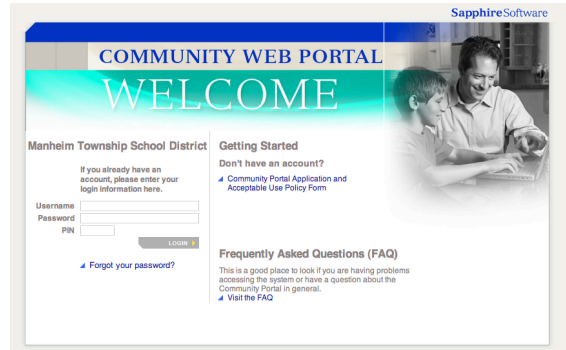 SapphireSoftware
COMMUNITY WEB PORTAL
WELCOME
Manheim Township School District
If you already have an
account, please enter your
login information here.
Username
Password
PIN
LOGIN
Forgot your password?
Getting Started
Don't have an account?
Community Portal Application and
Acceptable Use Policy Form
Frequently Asked Questions (FAQ)
This is a good place to look if you are having problems
accessing the system or have a question about the
Community Portal in general.
Visit the FAQ